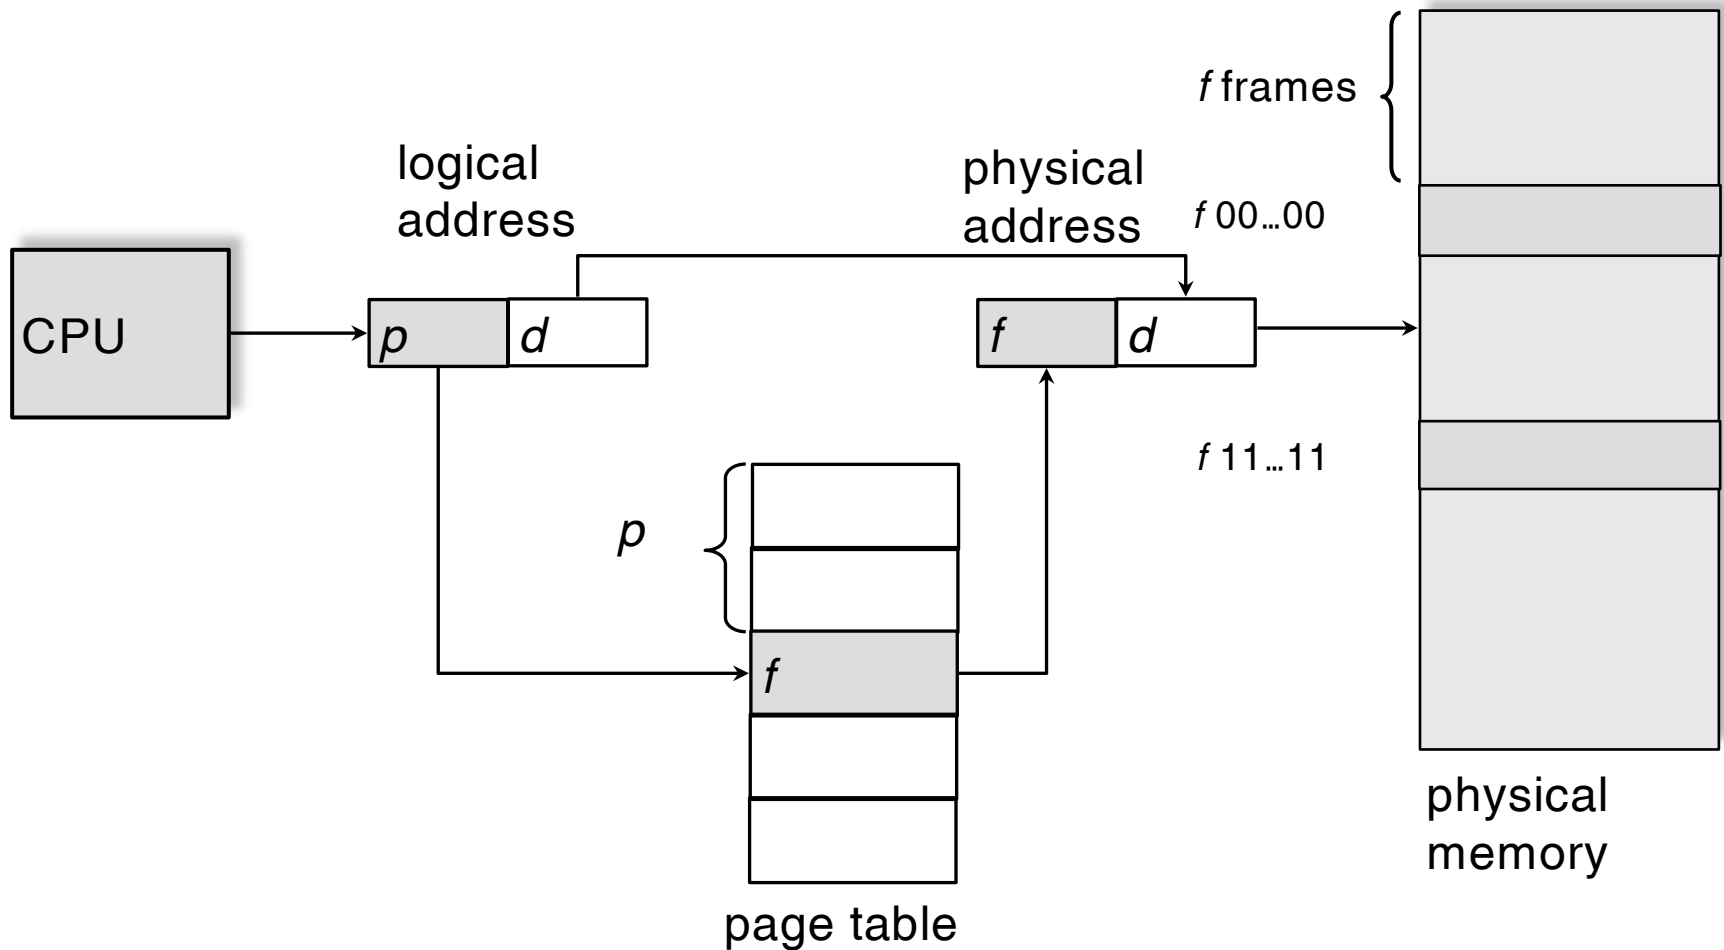 f frames
logical
address
physical
address
f 00...00
CPU
p
d
f
d
f 11...11
p
f
physical
memory
page table